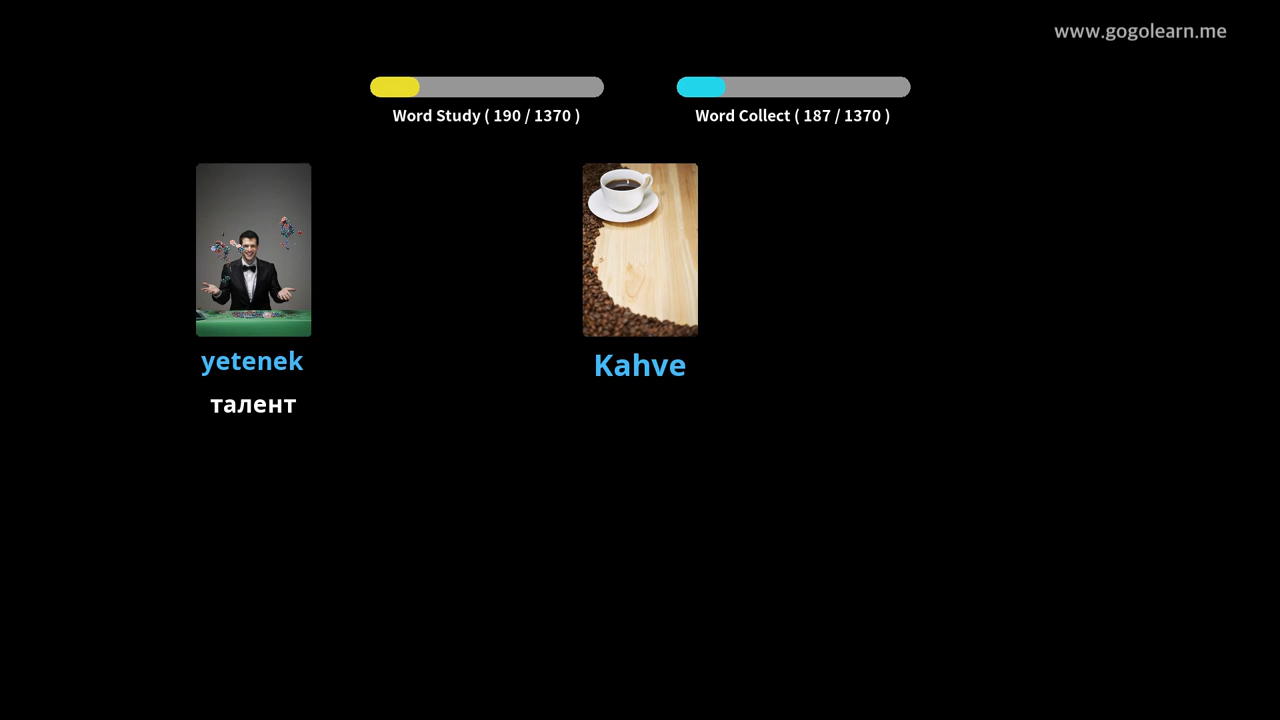 www.gogolearn.me
Word Study ( 190 / 1370 )
Word Collect ( 187 / 1370 )
yetenek
талент
Kahve